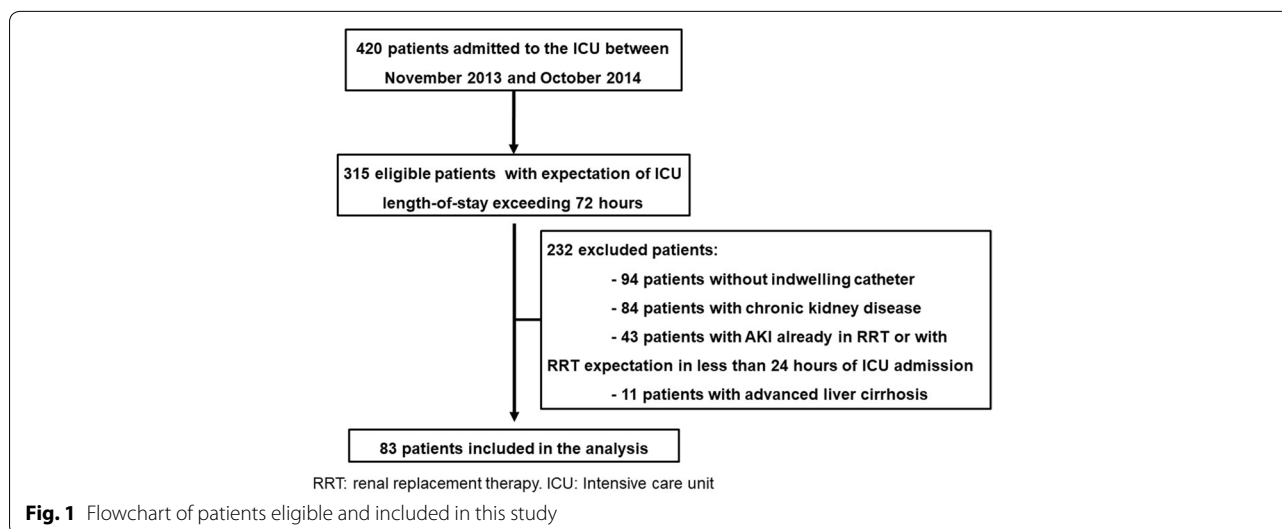 420 patients admitted to the ICU between
November 2013 and October 2014
315 eligible patients with expectation of ICU
length-of-stay exceeding 72 hours
232 excluded patients:
- 94 patients without indwelling catheter
- 84 patients with chronic kidney disease
- 43 patients with AKI already in RRT or with
RRT expectation in less than 24 hours of ICU admission
- 11 patients with advanced liver cirrhosis
83 patients included in the analysis
RRT: renal replacement therapy. ICU: Intensive care unit
Fig. 1 Flowchart of patients eligible and included in this study